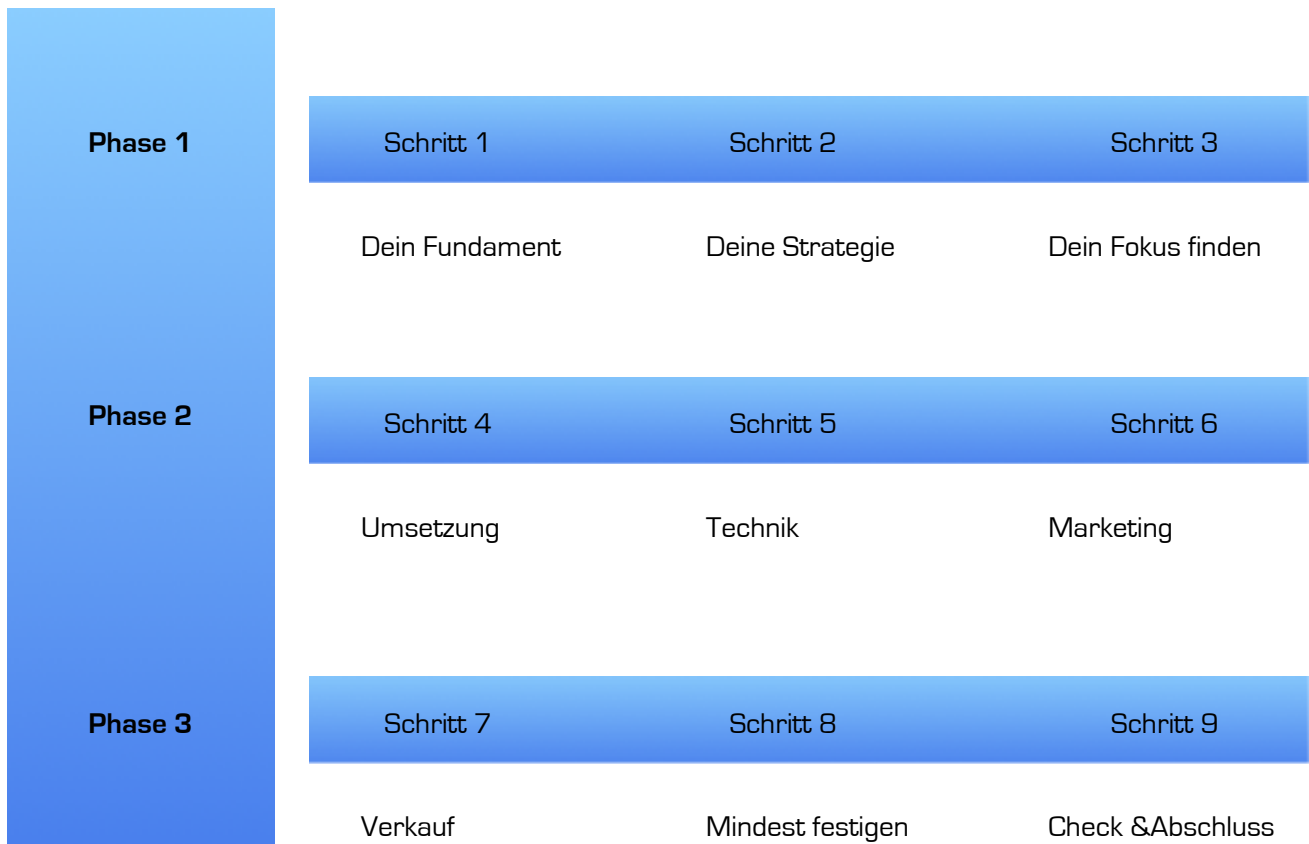 Phase 1 Schritt 1 Schritt 2 Schritt 3
Dein Fundament Deine Strategie Dein Fokus finden
Phase 2 Schritt 4 Schritt 5 Schritt 6
Umsetzung Technik Marketing
Phase 3 Schritt 7 Schritt 8 Schritt 9
Verkauf Mindest festigen Check &Abschluss